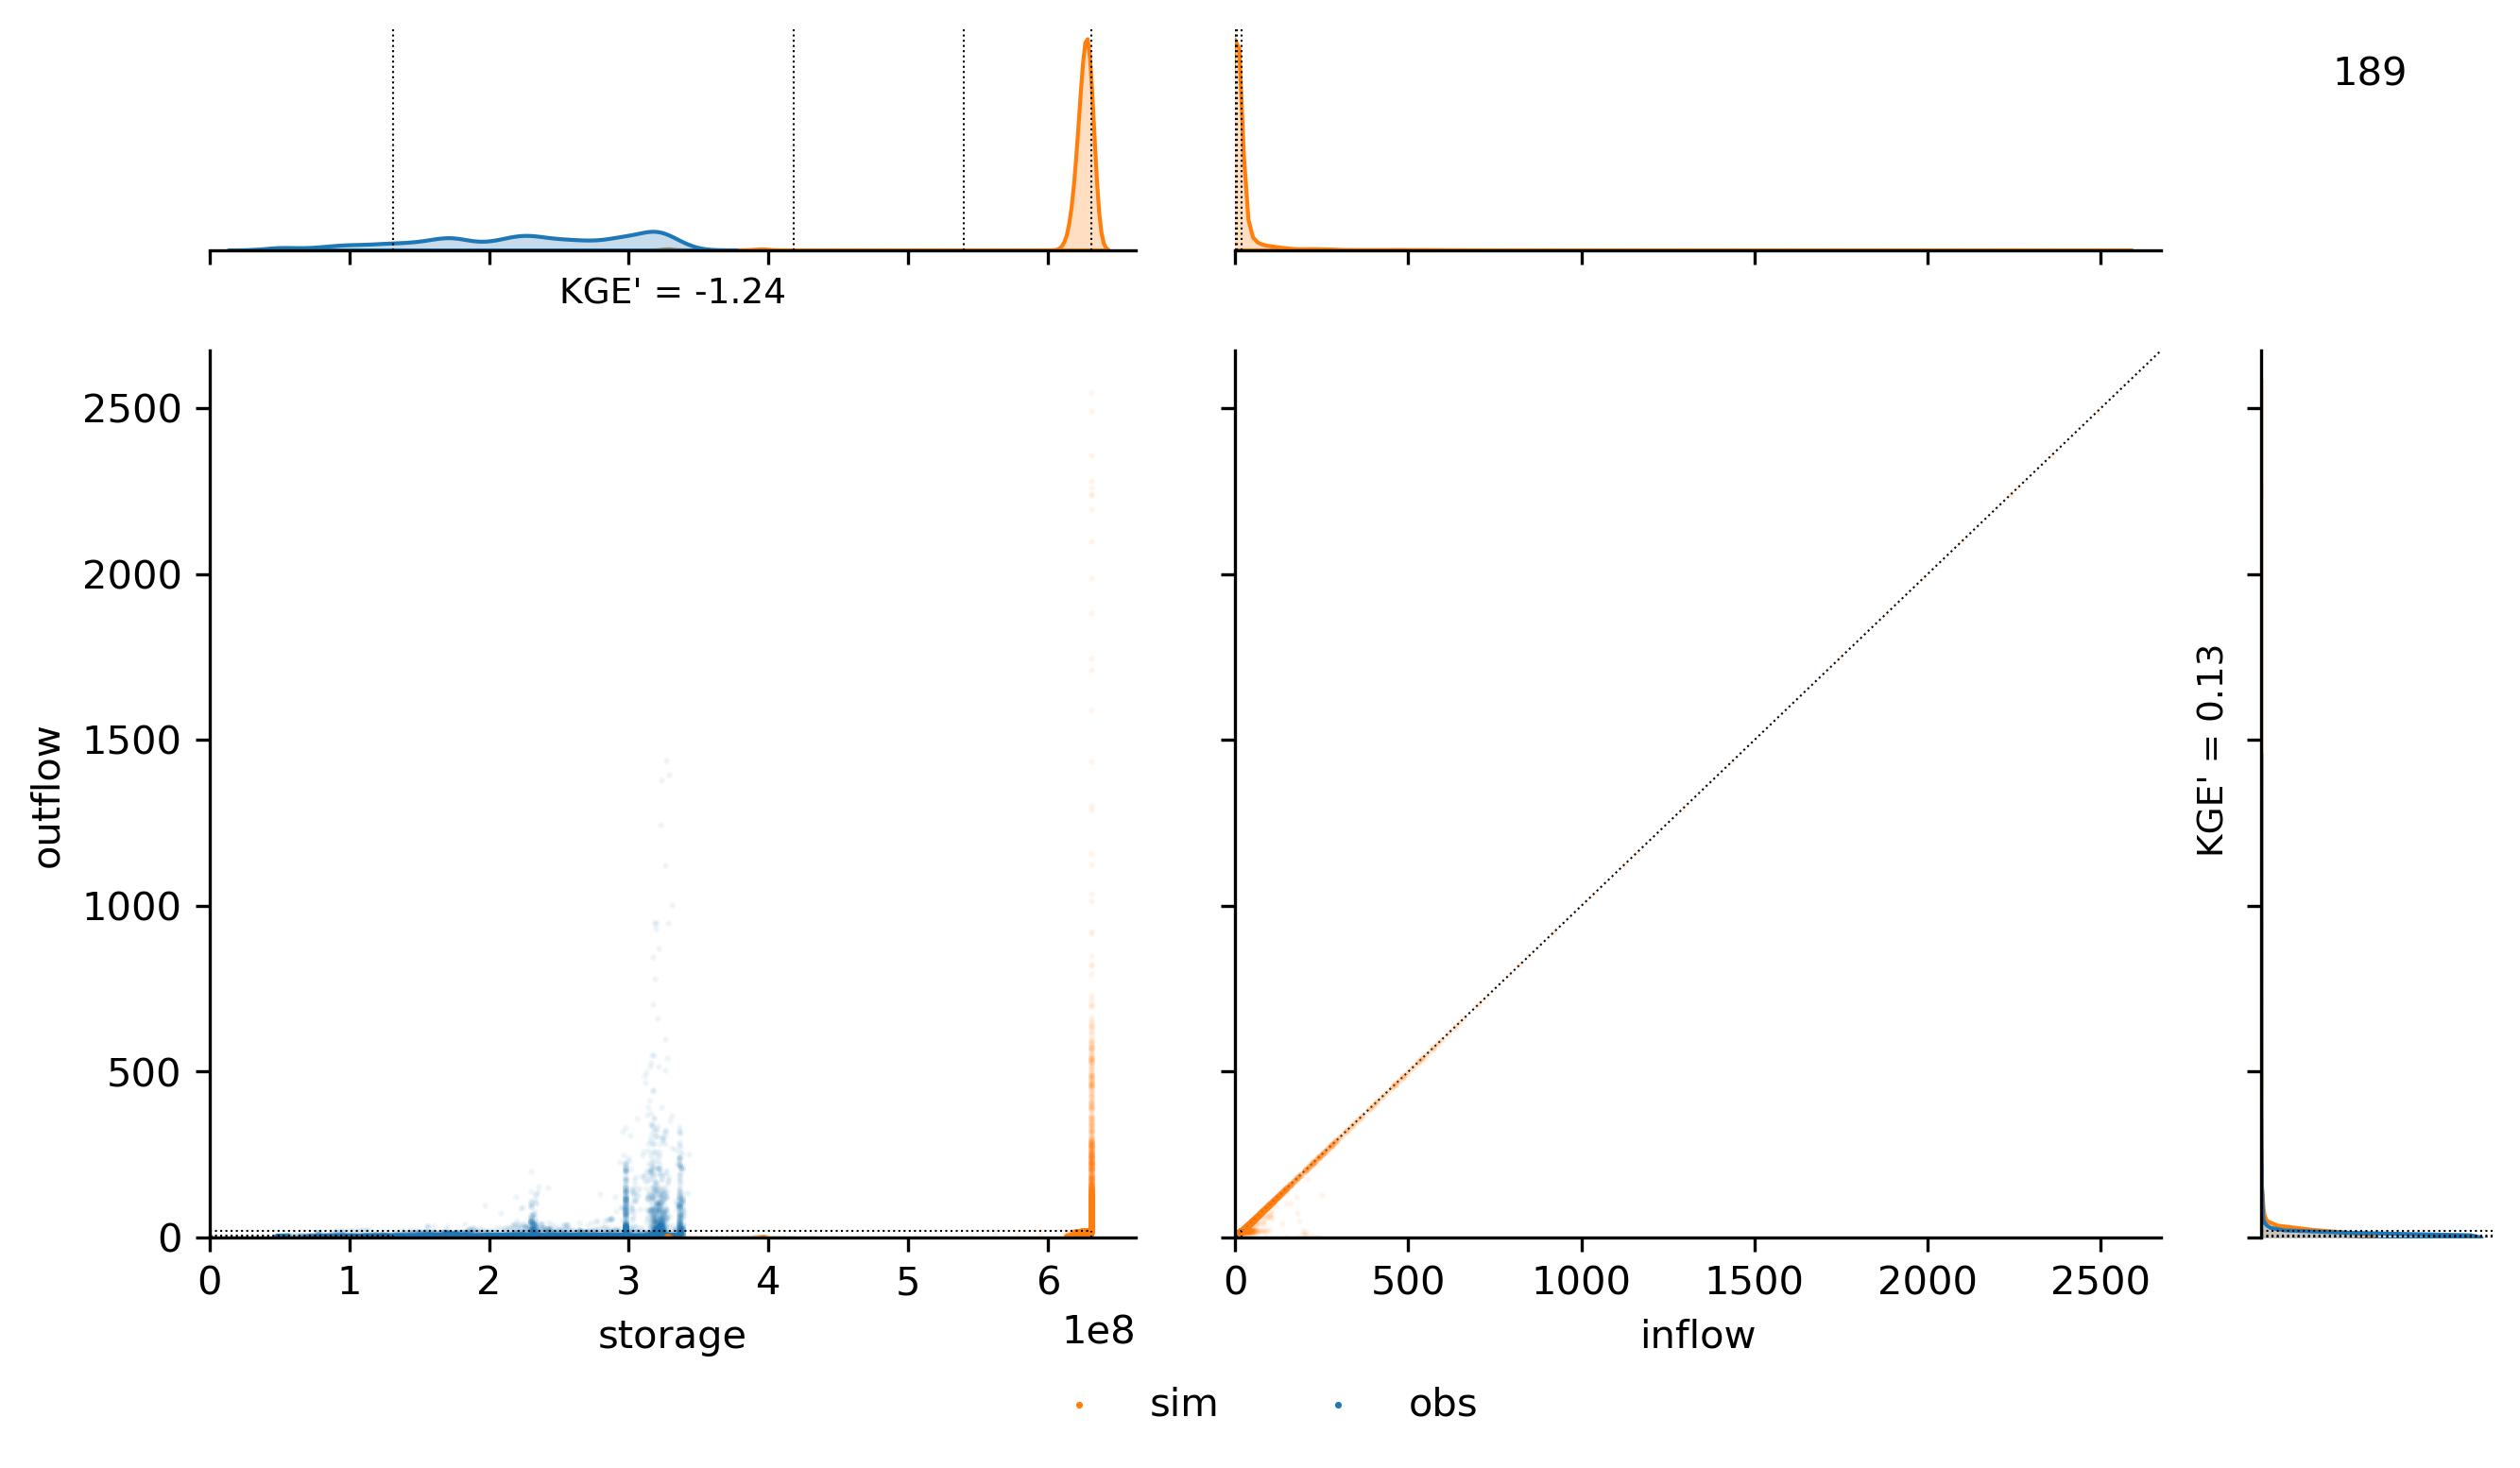 189
KGE' = -1.24
2500
2000
1500
1000
500
0
outflow
KGE' = 0.13
0 1 2 3 4 5 6
1e8
storage
0 500 1000 1500 2000 2500
inflow
sim obs